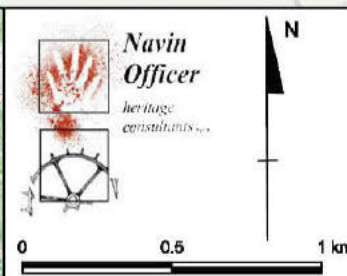 Navin
Officer
heritage
consultants
N
0 0.5 1 km